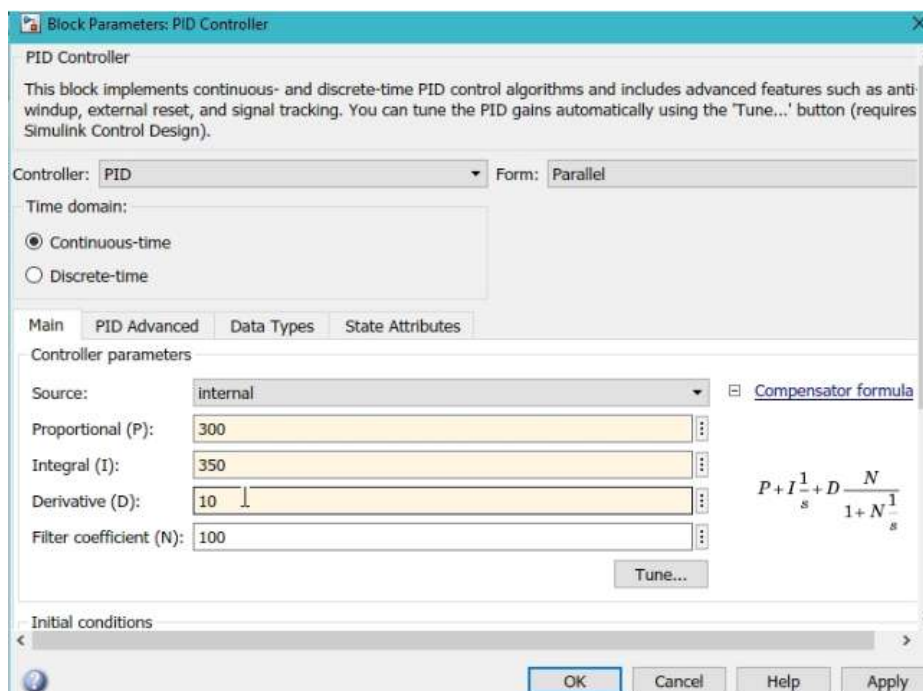 Block Parameters: PID Controller
PID Controller
This block implements continuous- and discrete-time PID control algorithms and includes advanced features such as anti-
windup, external reset, and signal tracking. You can tune the PID gains automatically using the 'Tune...' button (requires
Simulink Control Design).
Controller: PID Form: Parallel
Time domain:
Continuous-time
Discrete-time
Main PID Advanced Data Types State Attributes
Controller parameters
Source: internal Compensator formula
Proportional (P): 300
Integral (I): 350
Derivative (D): 10
P + I 1/s + D N/(1 + N 1/s)
Filter coefficient (N): 100
Tune...
Initial conditions
OK Cancel Help Apply